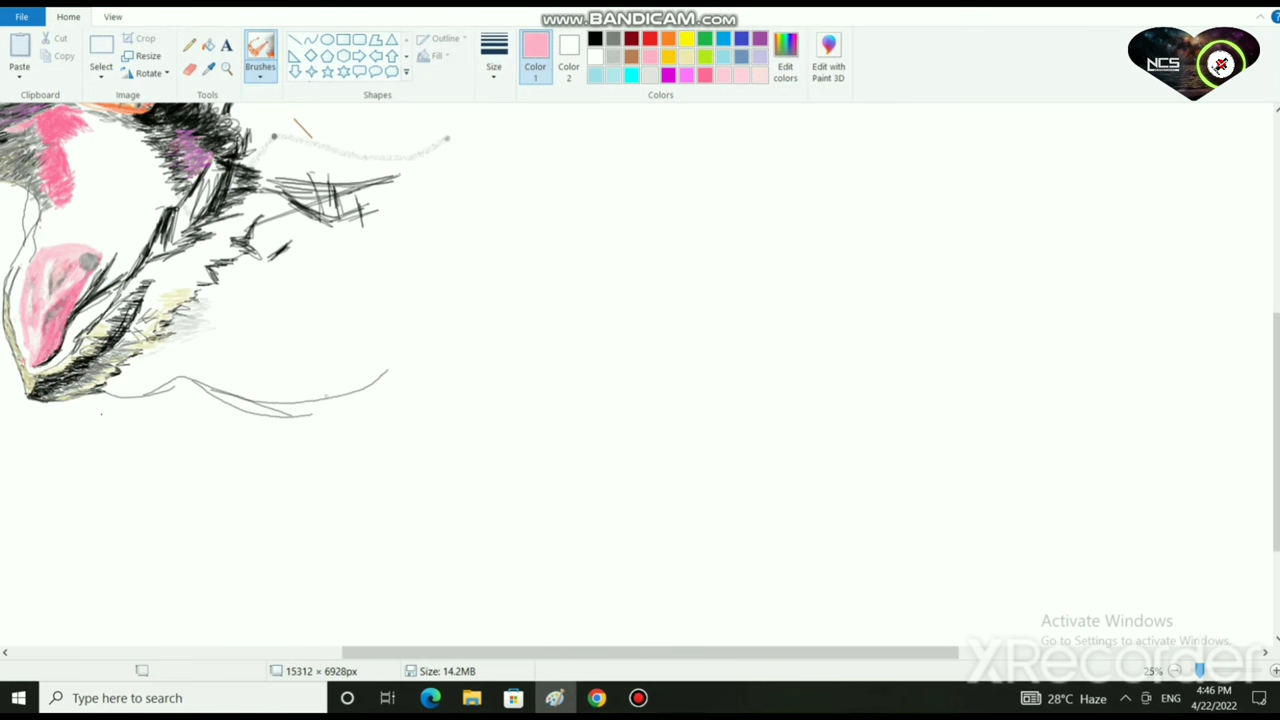 www.BANDICAM.com
File Home View
Paste
Cut
Copy
Clipboard
Select
Crop
Resize
Rotate
Image
Tools
Brushes
Shapes
Outline
Fill
Size
Color 1
Color 2
Colors
Edit colors
Edit with Paint 3D
NCS
Activate Windows
Go to Settings to activate Windows.
XRecorder
15312 × 6928px
Size: 14.2MB
25%
Type here to search
28°C Haze
ENG
4:46 PM
4/22/2022